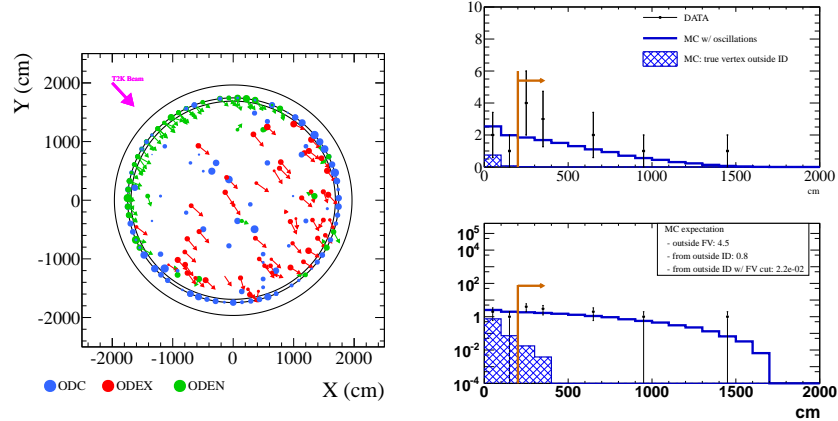 Y (cm)
T2K Beam
2000
1000
0
-1000
-2000
-2000
-1000
0
1000
2000
X (cm)
ODC
ODEX
ODEN
10
8
6
4
2
0
DATA
MC w/ oscillations
MC: true vertex outside ID
0
500
1000
1500
2000
cm
10^5
10^4
10^2
1
10^-2
10^-4
MC expectation
- outside FV: 4.5
- from outside ID: 0.8
- from outside ID w/ FV cut: 2.2e-02
0
500
1000
1500
2000
cm